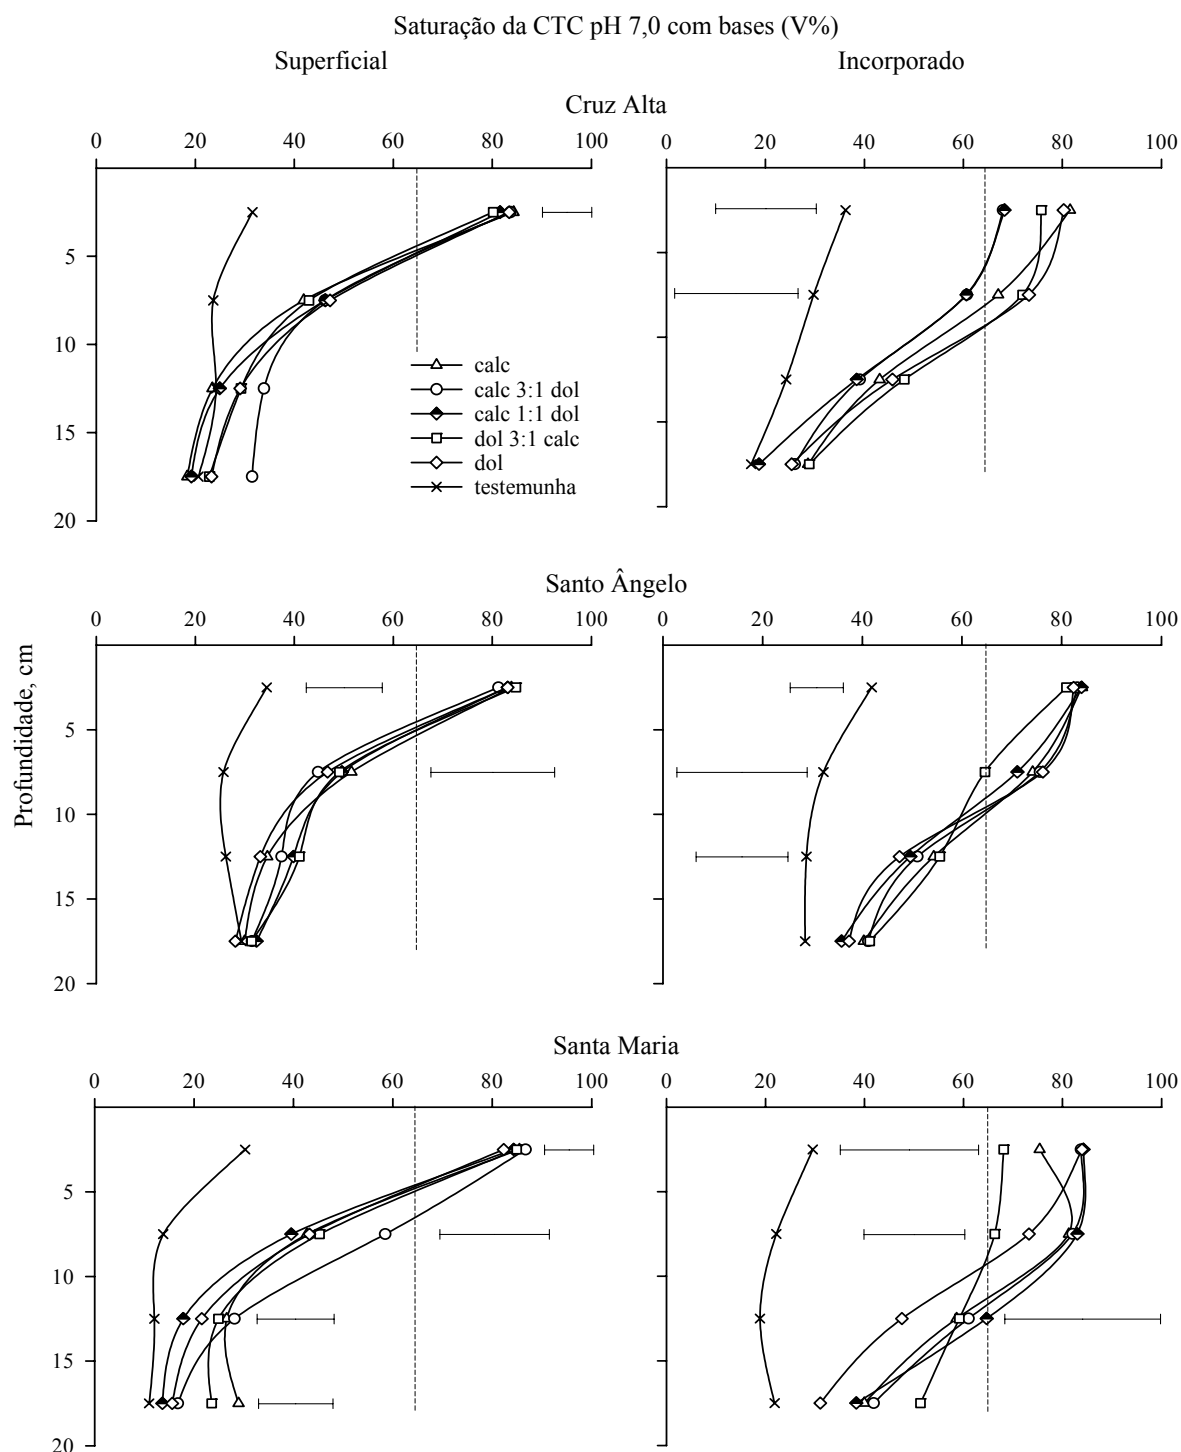 Saturação da CTC pH 7,0 com bases (V%)
Superficial Incorporado
Cruz Alta
0 20 40 60 80 100 0 20 40 60 80 100
5
10
calc
calc 3:1 dol
calc 1:1 dol
15
dol 3:1 calc
dol
testemunha
20
Santo Ângelo
0 20 40 60 80 100 0 20 40 60 80 100
Profundidade, cm
5
10
15
20
Santa Maria
0 20 40 60 80 100 0 20 40 60 80 100
5
10
15
20